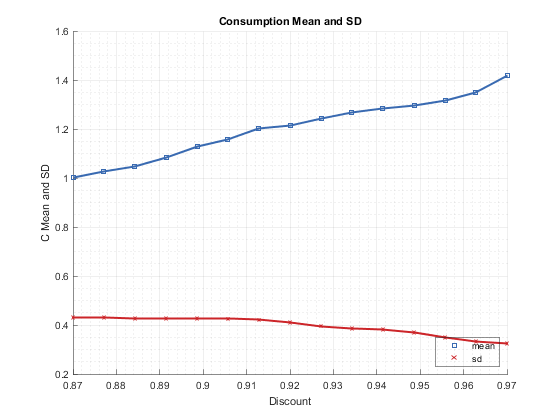 Consumption Mean and SD
1.6
1.4
1.2
1
0.8
0.6
0.4
0.2
C Mean and SD
mean
sd
0.87 0.88 0.89 0.9 0.91 0.92 0.93 0.94 0.95 0.96 0.97
Discount